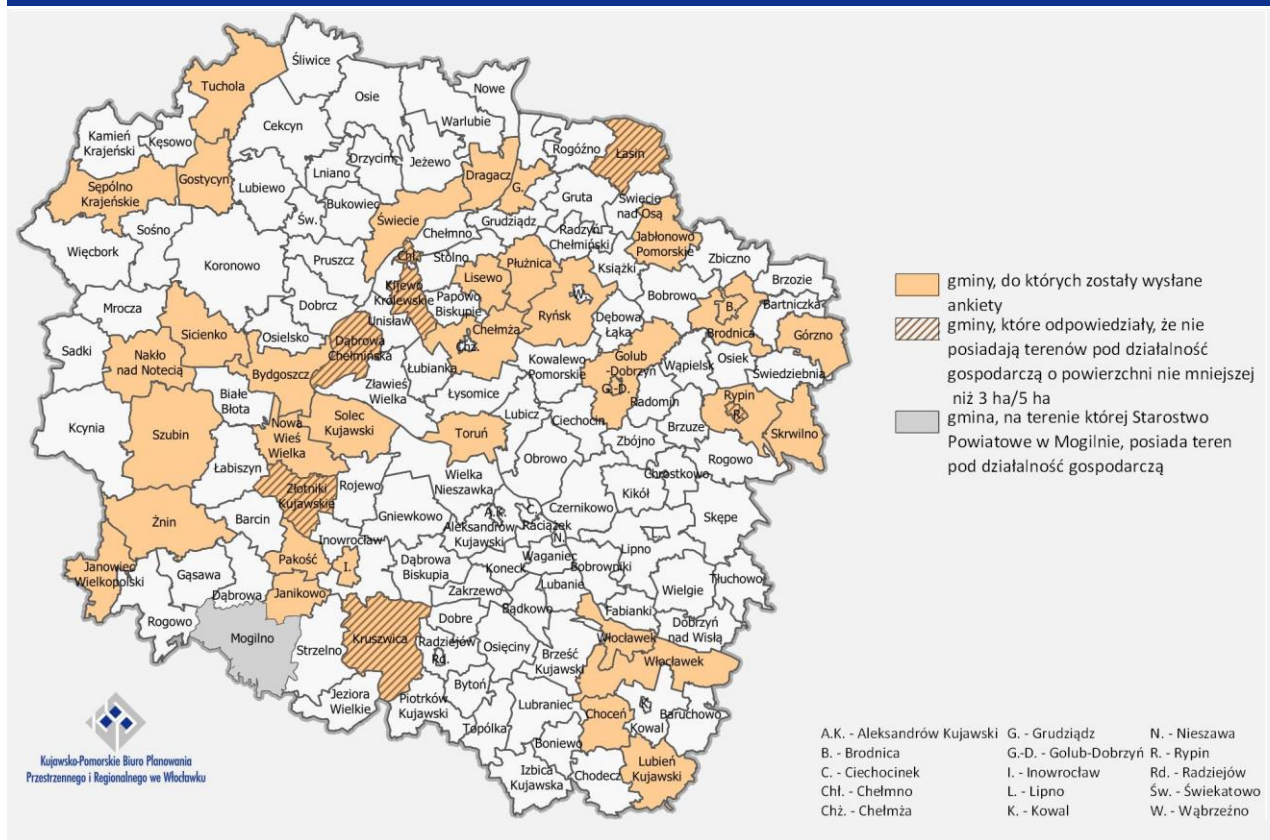 Śliwice
Tuchola
Osie
Nowe
Cekcyn
Warlubie
Kamień
Krajeński
Kęsowo
Rogóźno
Łasin
Drzycim
Jeżewo
Lniano
Dragacz
G.
Sępólno
Krajeńskie
Gostycyn
Lubiewo
Bukowiec
Gruta
Świecie
nad Osą
Św.
Świecie
Sośno
Grudziądz
Radzyń
Chełmiński
Jabłonowo
Pomorskie
Chełmno
Więcbork
Koronowo
Pruszcz
Chł.
Stolno
Płużnica
Książki
Zbiczno
Brzozie
Lisewo
Kijewo
Królewskie
Papowo
Biskupie
W.
Bobrowo
Bartniczka
Mrocza
Dobrcz
Unisław
Chełmża
Ryńsk
Dębowa
Łąka
B.
Brodnica
Górzno
Sicienko
Osielsko
Dąbrowa
Chełmińska
Chż.
Sadki
Nakło
nad Notecią
Łubianka
Kowalewo
Pomorskie
Golub
-Dobrzyń
Wąpielsk
Osiek
Świedziebnia
Bydgoszcz
Zławieś
Wielka
Łysomice
G.-D.
Radomin
Rypin
R.
Białe
Błota
Kcynia
Szubin
Nowa
Wieś
Wielka
Solec
Kujawski
Toruń
Lubicz
Ciechocin
Brzuze
Skrwilno
Zbójno
Łabiszyn
Obrowo
Rogowo
Wielka
Nieszawka
Chrostkowo
Złotniki
Kujawskie
Rojewo
Kikół
Żnin
Barcin
Gniewkowo
A.K.
C.
Czernikowo
Skępe
Aleksandrów
Kujawski
Raciążek
N.
Inowrocław
Pakość
I.
Dąbrowa
Biskupia
Waganiec
Lipno
Janowiec
Wielkopolski
Gąsawa
Koneck
Bobrowniki
Tłuchowo
Dąbrowa
Janikowo
Zakrzewo
Lubanie
Wielgie
Bądkowo
Fabianki
Rogowo
Dobre
Dobrzyń
nad Wisłą
Mogilno
Strzelno
Kruszwica
Radziejów
Rd.
Osięciny
Włocławek
Brześć
Kujawski
Włocławek
Bytoń
Jeziora
Wielkie
Piotrków
Kujawski
Lubraniec
Choceń
K.
Kowal
Baruchowo
Topólka
Boniewo
Izbica
Kujawska
Chodecz
Lubień
Kujawski
gminy, do których zostały wysłane
ankiety
gminy, które odpowiedziały, że nie
posiadają terenów pod działalność
gospodarczą o powierzchni nie mniejszej
niż 3 ha/5 ha
gmina, na terenie której Starostwo
Powiatowe w Mogilnie, posiada teren
pod działalność gospodarczą
Kujawsko-Pomorskie Biuro Planowania
Przestrzennego i Regionalnego we Włocławku
A.K. - Aleksandrów Kujawski G. - Grudziądz N. - Nieszawa
B. - Brodnica G.-D. - Golub-Dobrzyń R. - Rypin
C. - Ciechocinek I. - Inowrocław Rd. - Radziejów
Chł. - Chełmno L. - Lipno Św. - Świekatowo
Chż. - Chełmża K. - Kowal W. - Wąbrzeźno